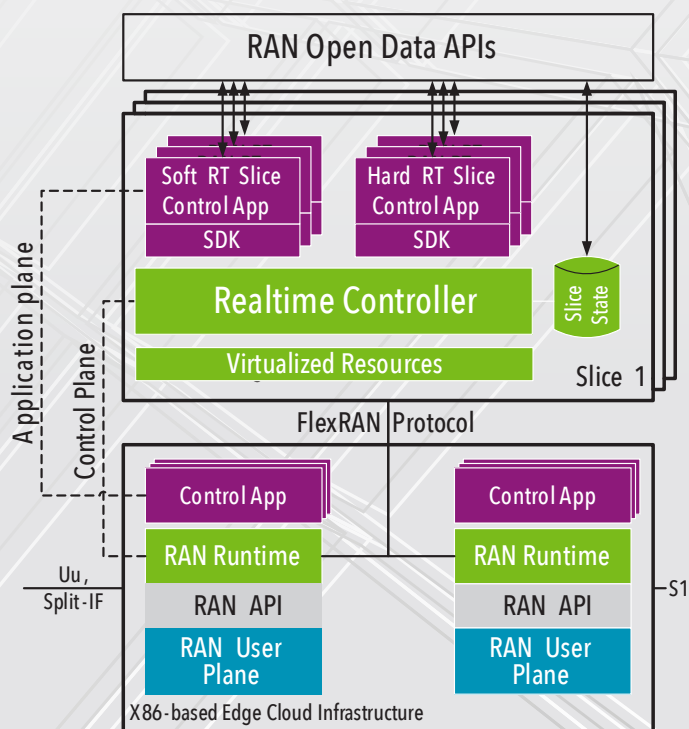 RAN Open Data APIs
Soft RT Slice
Control App
SDK
Hard RT Slice
Control App
SDK
Realtime Controller
Slice
State
Virtualized Resources
Slice 1
Application plane
Control Plane
FlexRAN Protocol
Control App
Control App
RAN Runtime
RAN Runtime
Uu,
Split-IF
S1
RAN API
RAN API
RAN User
Plane
RAN User
Plane
X86-based Edge Cloud Infrastructure